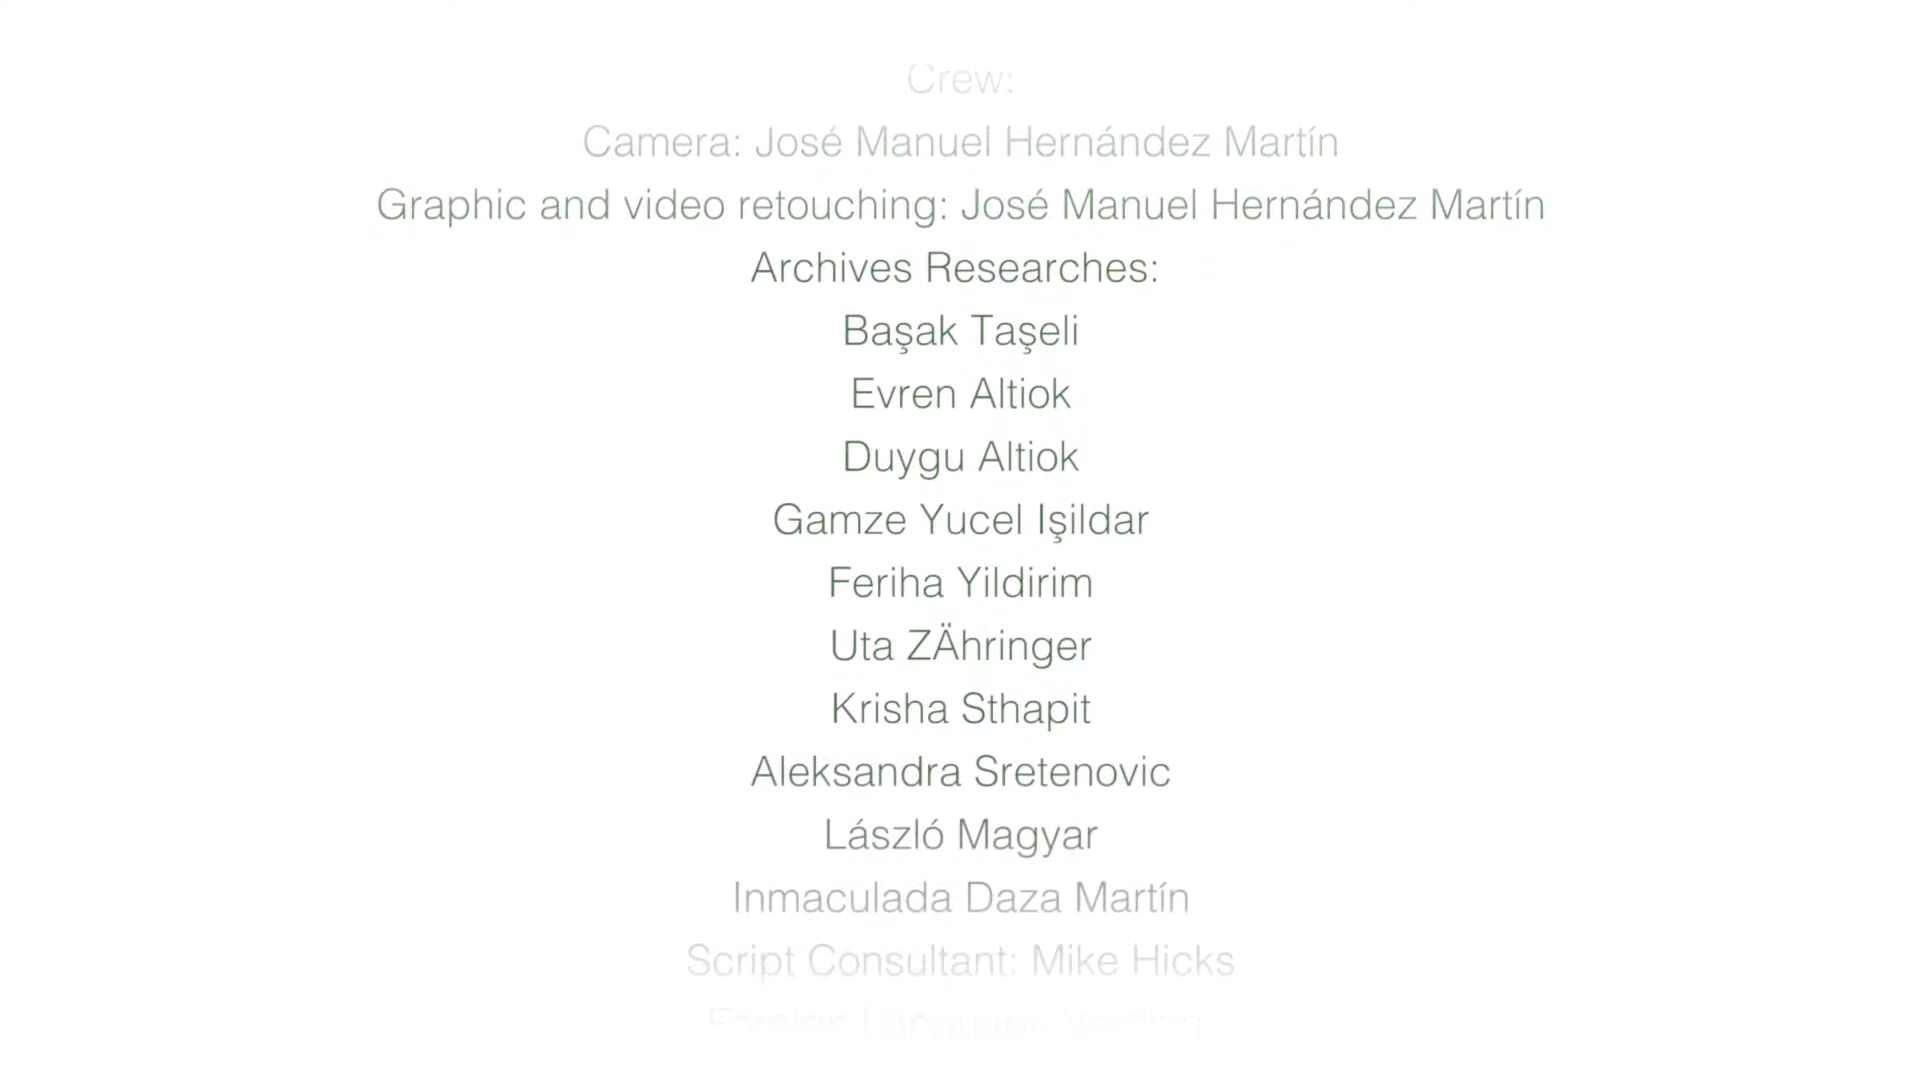 Crew:
Camera: José Manuel Hernández Martín
Graphic and video retouching: José Manuel Hernández Martín
Archives Researches:
Başak Taşeli
Evren Altiok
Duygu Altiok
Gamze Yucel Işildar
Feriha Yildirim
Uta ZÄhringer
Krisha Sthapit
Aleksandra Sretenovic
László Magyar
Inmaculada Daza Martín
Script Consultant: Mike Hicks